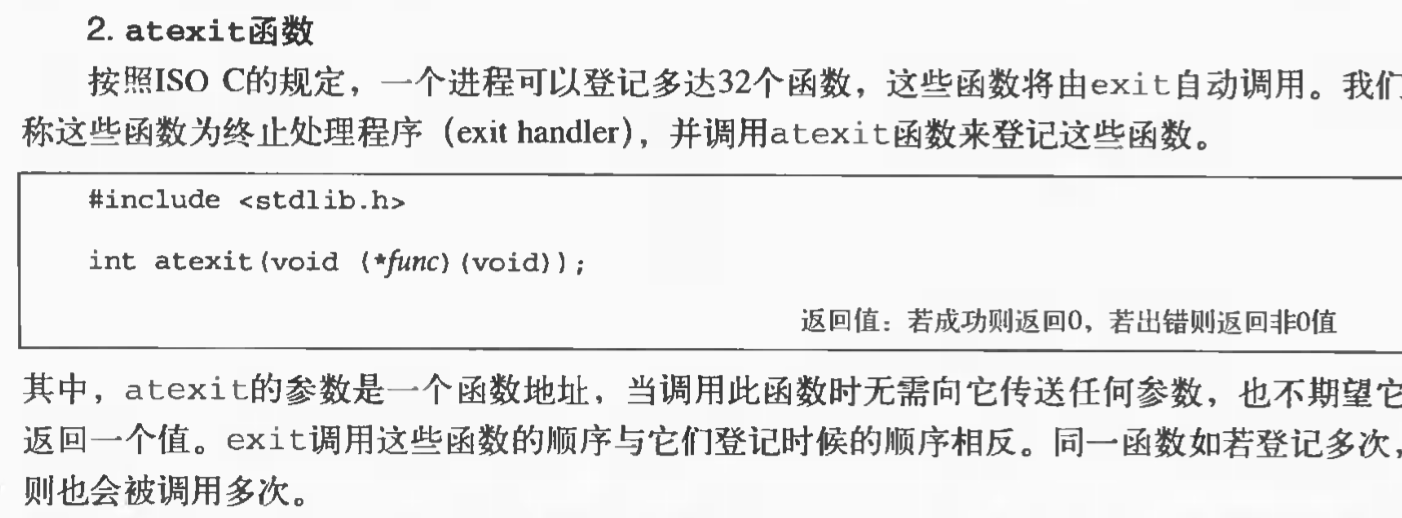 2. atexit函数
按照ISO C的规定，一个进程可以登记多达32个函数，这些函数将由exit自动调用。我们
称这些函数为终止处理程序（exit handler），并调用atexit函数来登记这些函数。
#include <stdlib.h>
int atexit(void (*func)(void));
返回值：若成功则返回0，若出错则返回非0值
其中，atexit的参数是一个函数地址，当调用此函数时无需向它传送任何参数，也不期望它
返回一个值。exit调用这些函数的顺序与它们登记时候的顺序相反。同一函数如若登记多次，
则也会被调用多次。